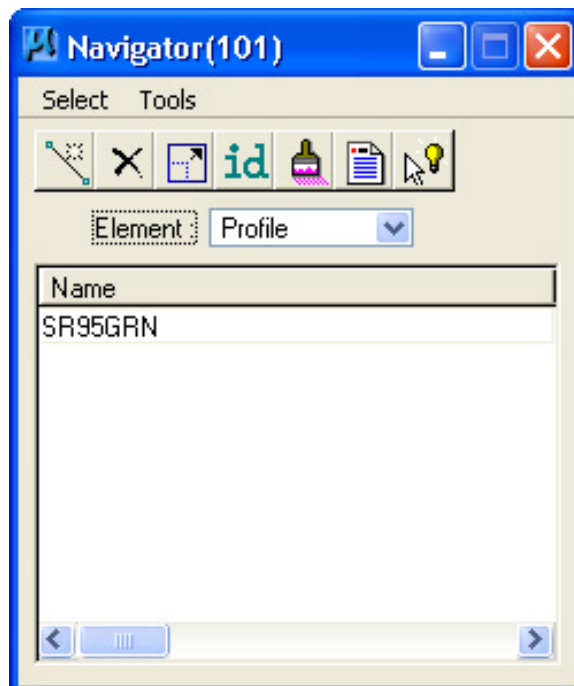 Navigator(101)
Select Tools
id
Element : Profile
Name
SR95GRN